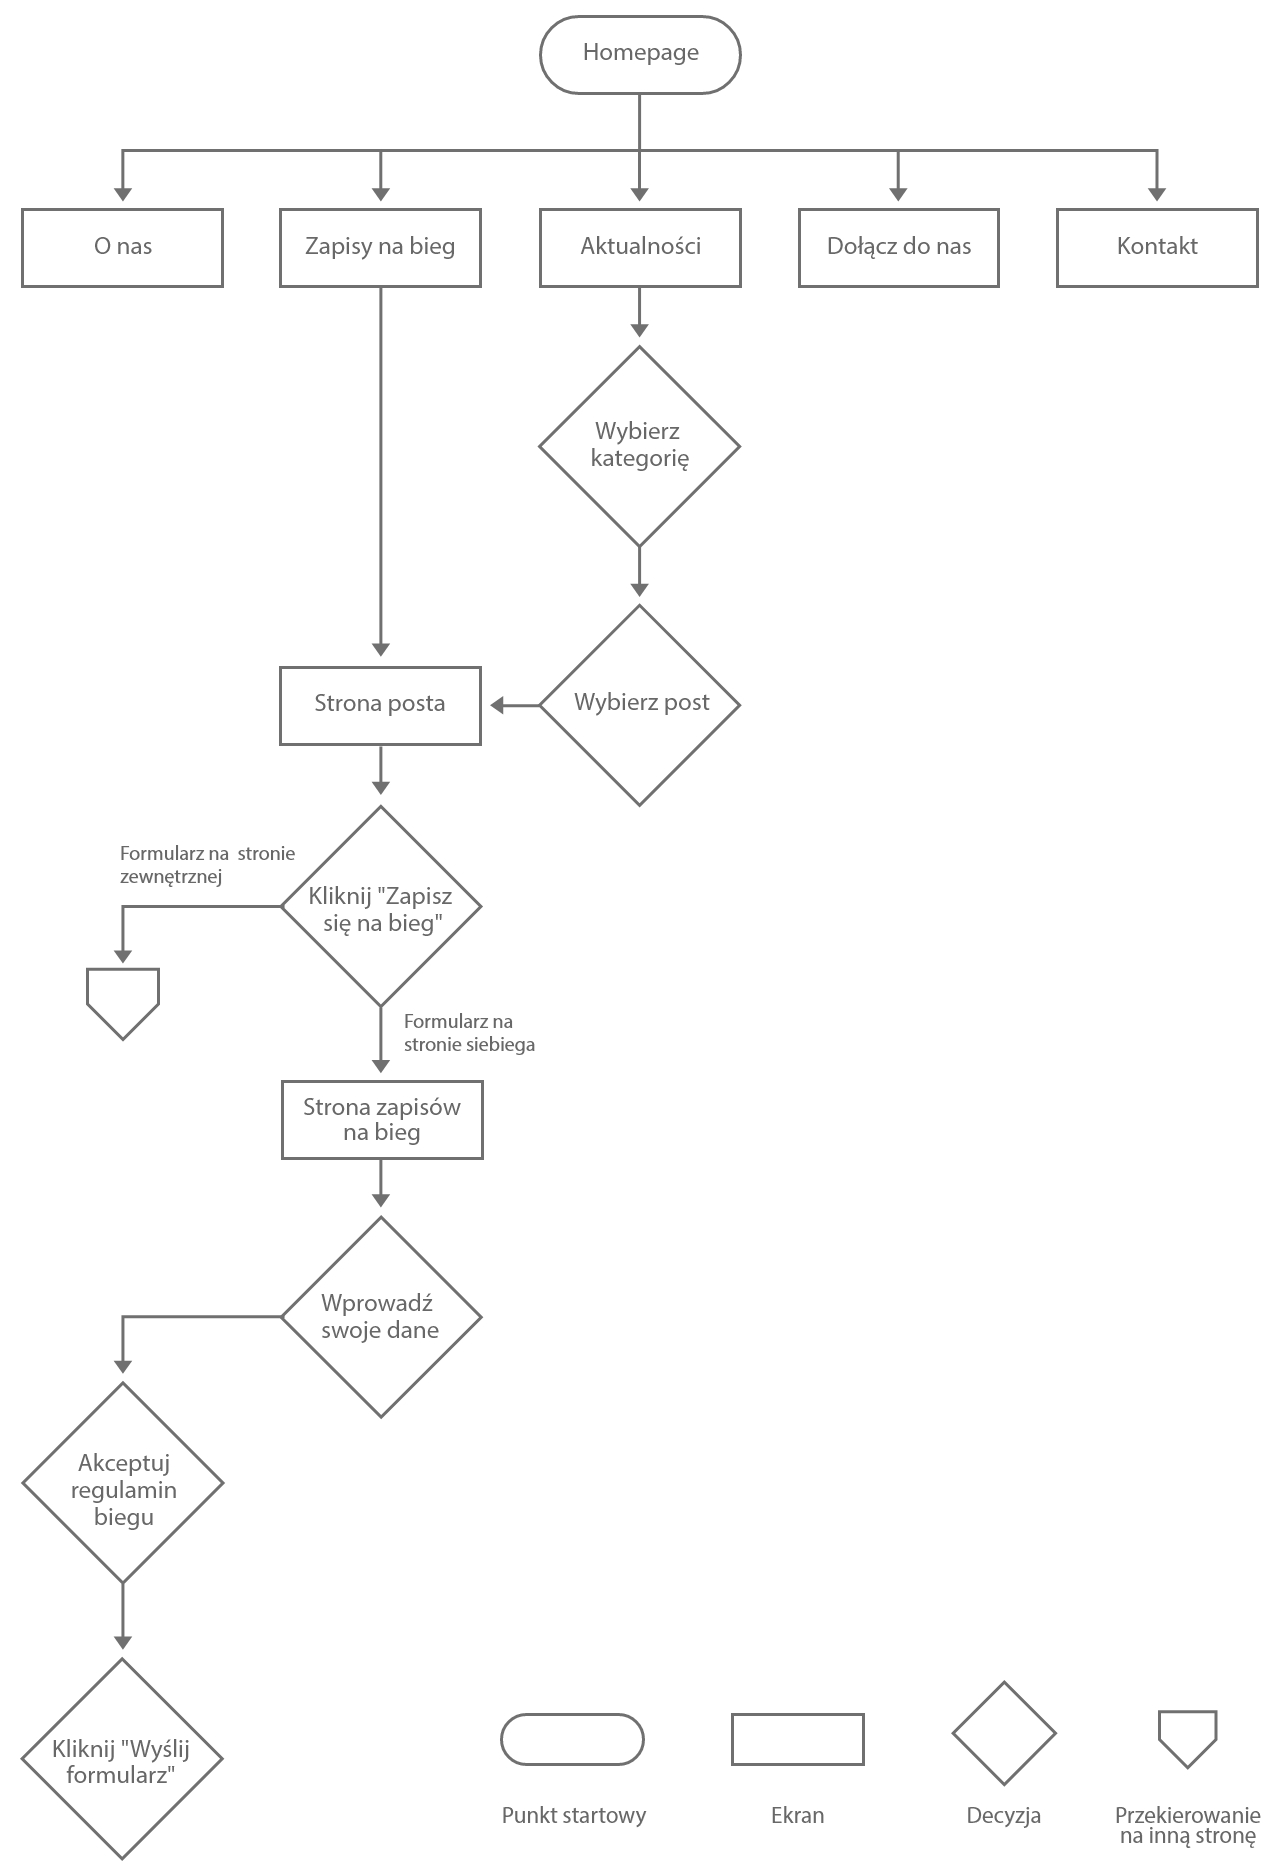 Homepage
O nas
Zapisy na bieg
Aktualności
Dołącz do nas
Kontakt
Wybierz
kategorię
Strona posta
Wybierz post
Formularz na stronie
zewnętrznej
Kliknij "Zapisz
się na bieg"
Formularz na
stronie siebiega
Strona zapisów
na bieg
Wprowadź
swoje dane
Akceptuj
regulamin
biegu
Kliknij "Wyślij
formularz"
Punkt startowy
Ekran
Decyzja
Przekierowanie
na inną stronę